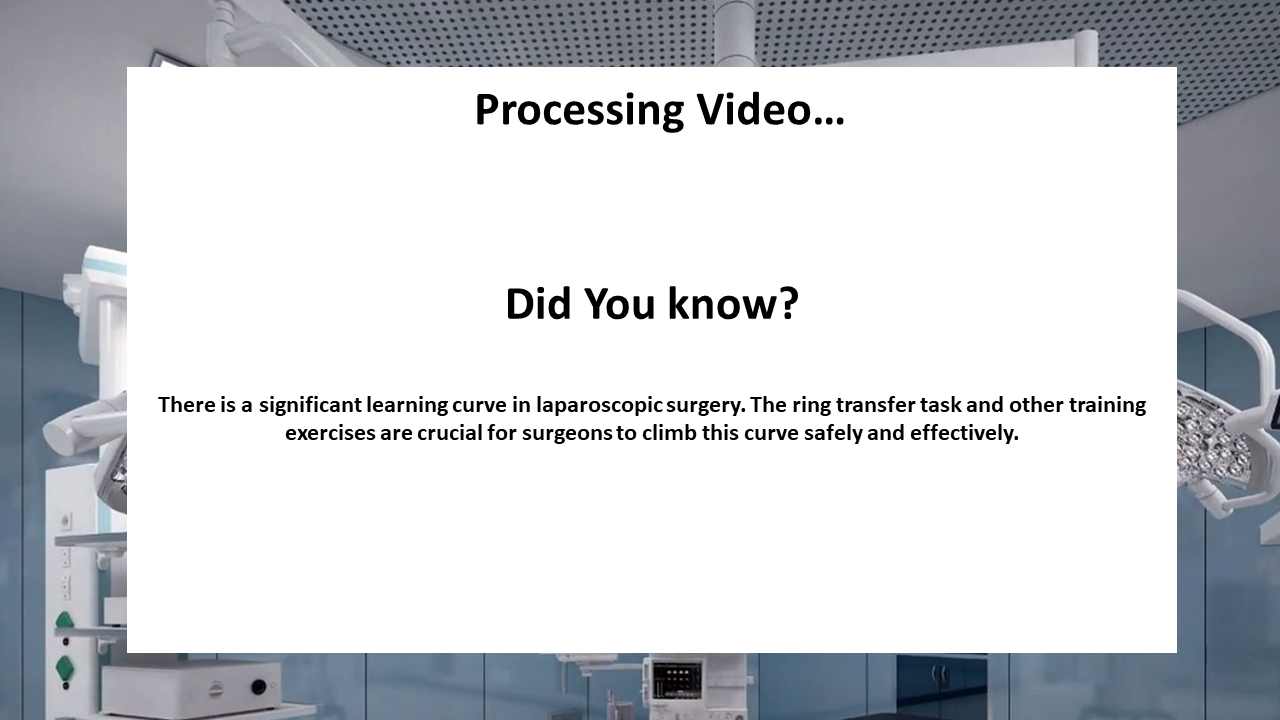 Processing Video...
Did You know?
There is a significant learning curve in laparoscopic surgery. The ring transfer task and other training
exercises are crucial for surgeons to climb this curve safely and effectively.